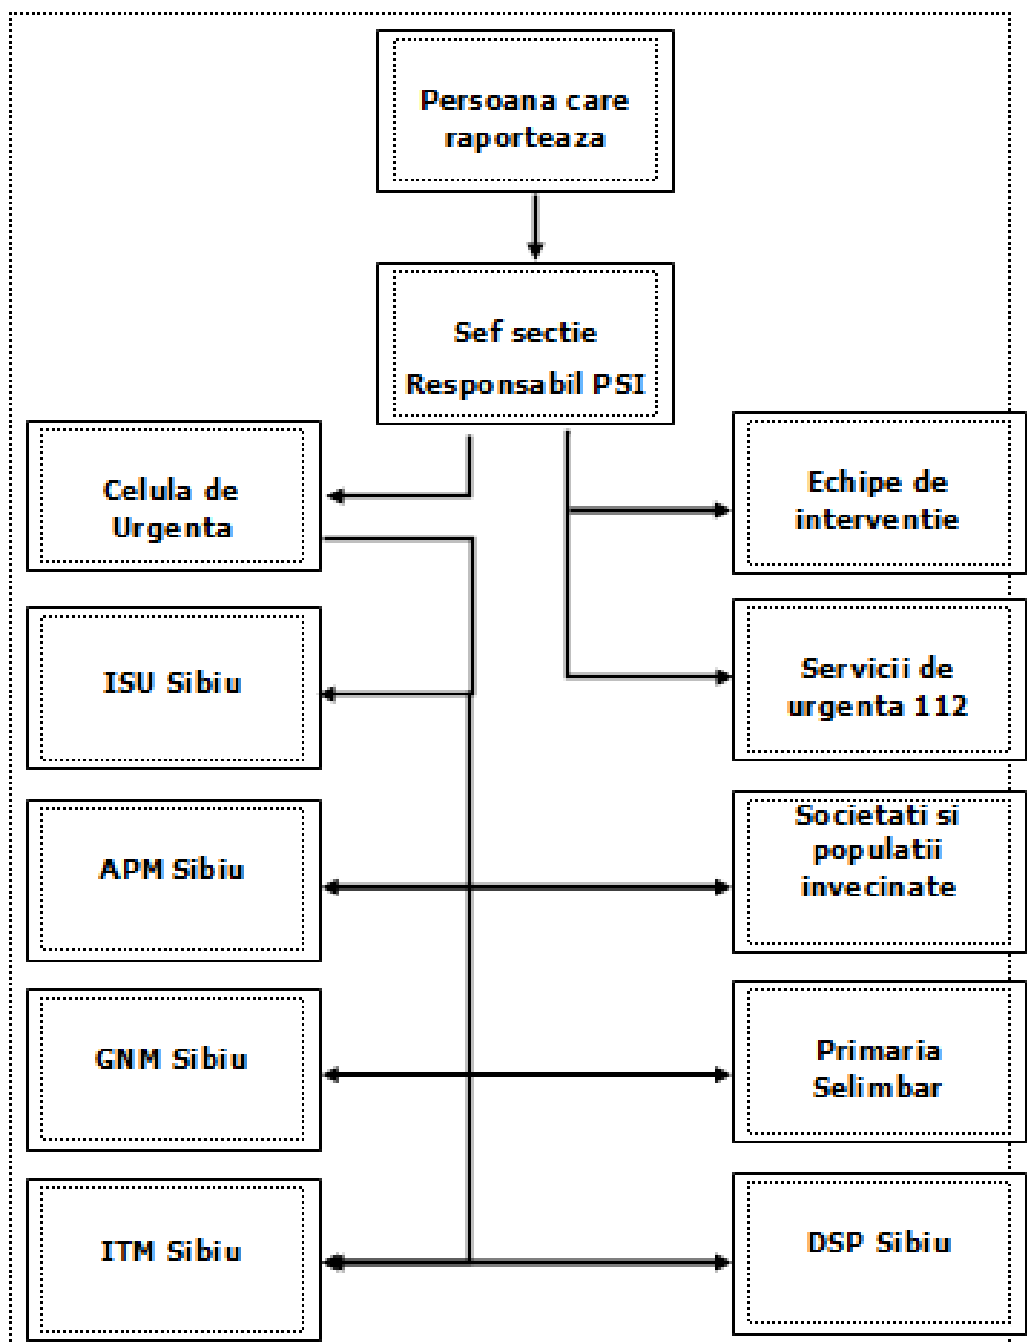 Persoana care
raporteaza
Sef sectie
Responsabil PSI
Celula de
Urgenta
Echipe de
interventie
ISU Sibiu
Servicii de
urgenta 112
APM Sibiu
Societati si
populatii
invecinate
GNM Sibiu
Primaria
Selimbar
ITM Sibiu
DSP Sibiu